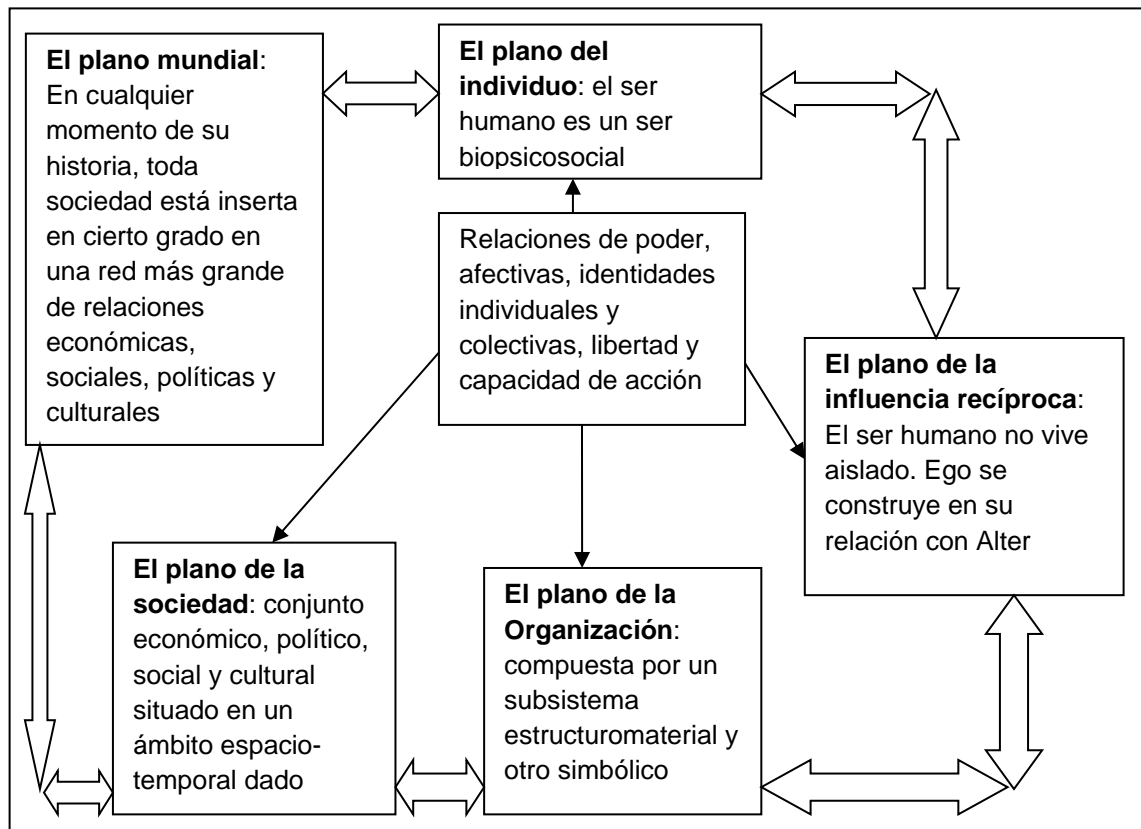 El plano mundial:
En cualquier
momento de su
historia, toda
sociedad está inserta
en cierto grado en
una red más grande
de relaciones
económicas,
sociales, políticas y
culturales
El plano del
individuo: el ser
humano es un ser
biopsicosocial
Relaciones de poder,
afectivas, identidades
individuales y
colectivas, libertad y
capacidad de acción
El plano de la
influencia recíproca:
El ser humano no vive
aislado. Ego se
construye en su
relación con Alter
El plano de la
sociedad: conjunto
económico, político,
social y cultural
situado en un
ámbito espacio-
temporal dado
El plano de la
Organización:
compuesta por un
subsistema
estructuromaterial y
otro simbólico